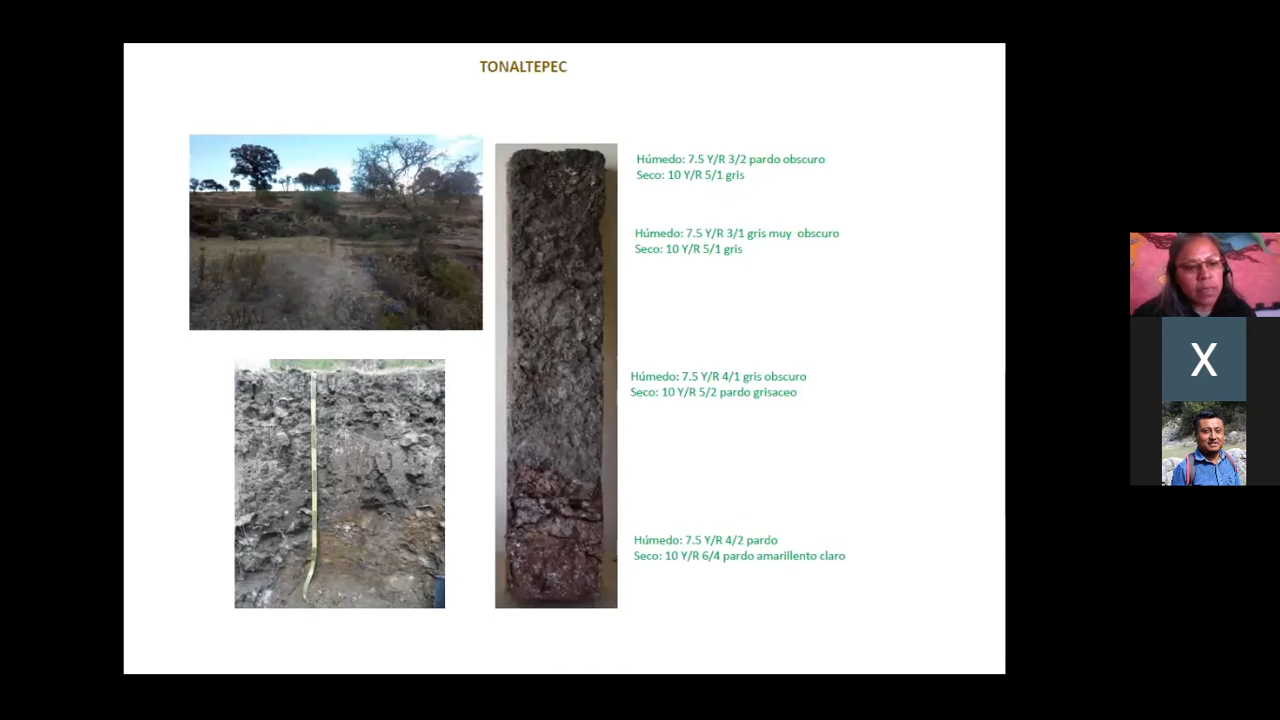 TONALTEPEC
Húmedo: 7.5 Y/R 3/2 pardo obscuro
Seco: 10 Y/R 5/1 gris
Húmedo: 7.5 Y/R 3/1 gris muy obscuro
Seco: 10 Y/R 5/1 gris
Húmedo: 7.5 Y/R 4/1 gris obscuro
Seco: 10 Y/R 5/2 pardo grisaceo
Húmedo: 7.5 Y/R 4/2 pardo
Seco: 10 Y/R 6/4 pardo amarillento claro
X